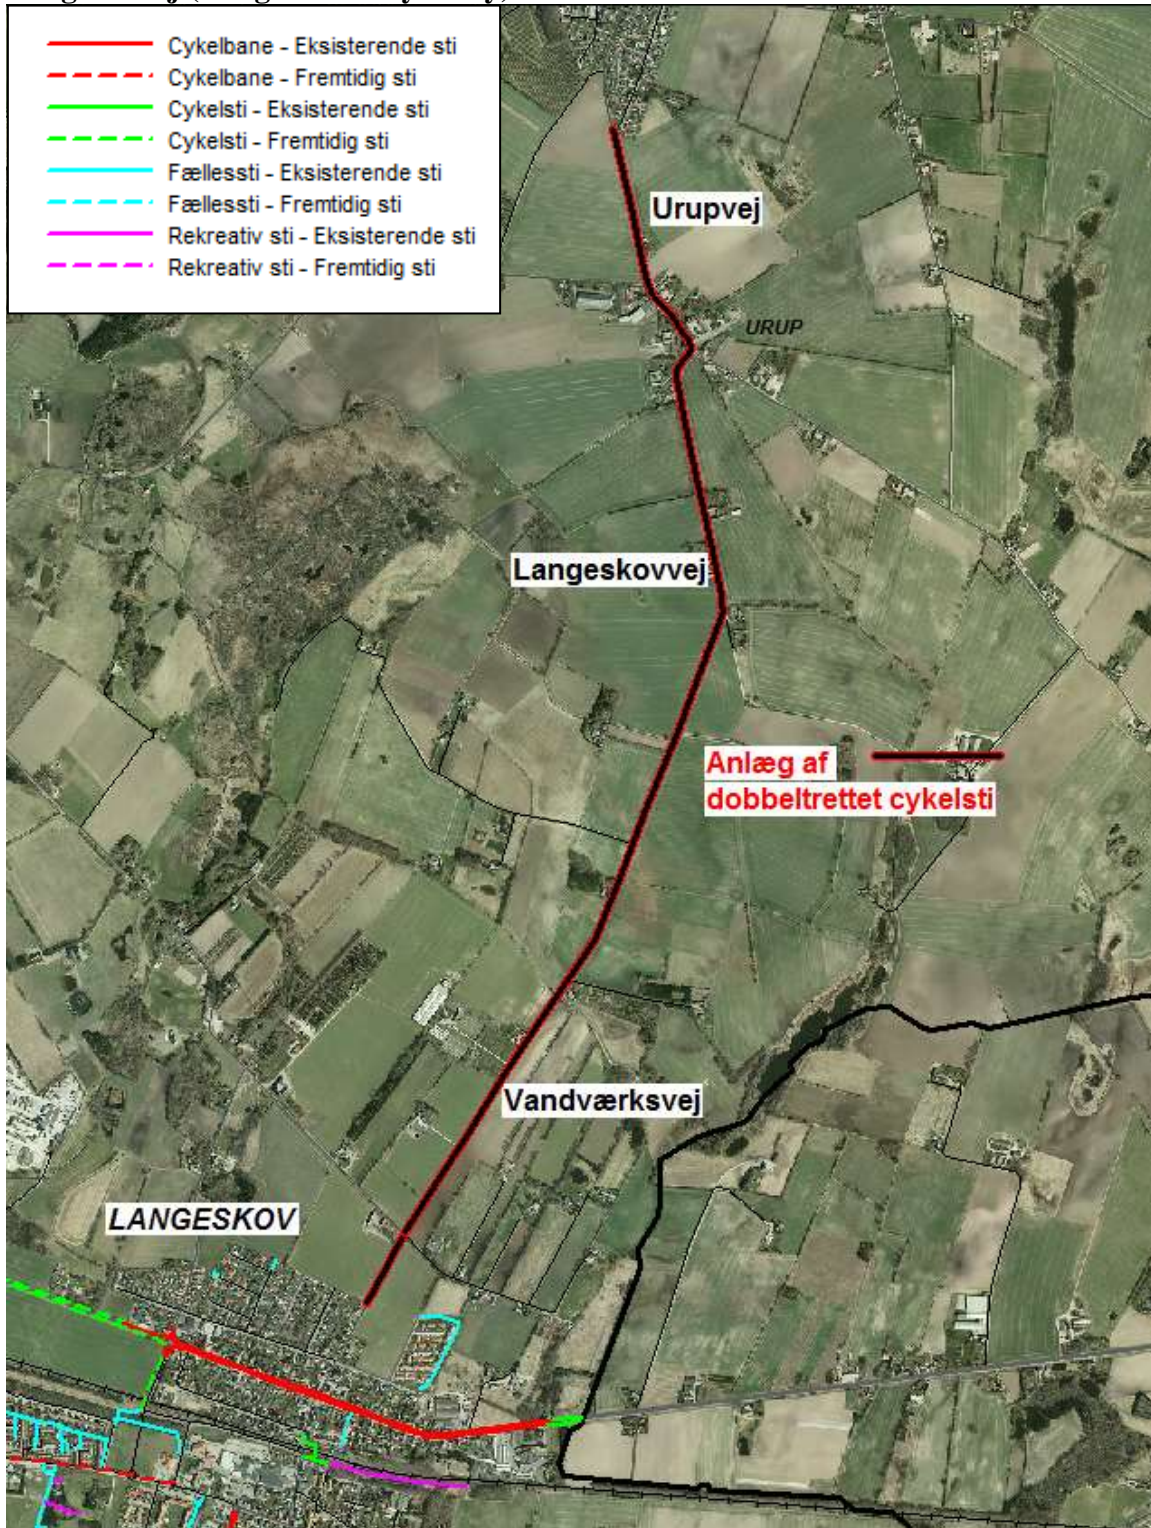 Cykelbane - Eksisterende sti
Cykelbane - Fremtidig sti
Cykelsti - Eksisterende sti
Cykelsti - Fremtidig sti
Fællessti - Eksisterende sti
Fællessti - Fremtidig sti
Rekreativ sti - Eksisterende sti
Rekreativ sti - Fremtidig sti
Urupvej
URUP
Langeskovvej
Anlæg af
dobbeltrettet cykelsti
Vandværksvej
LANGESKOV